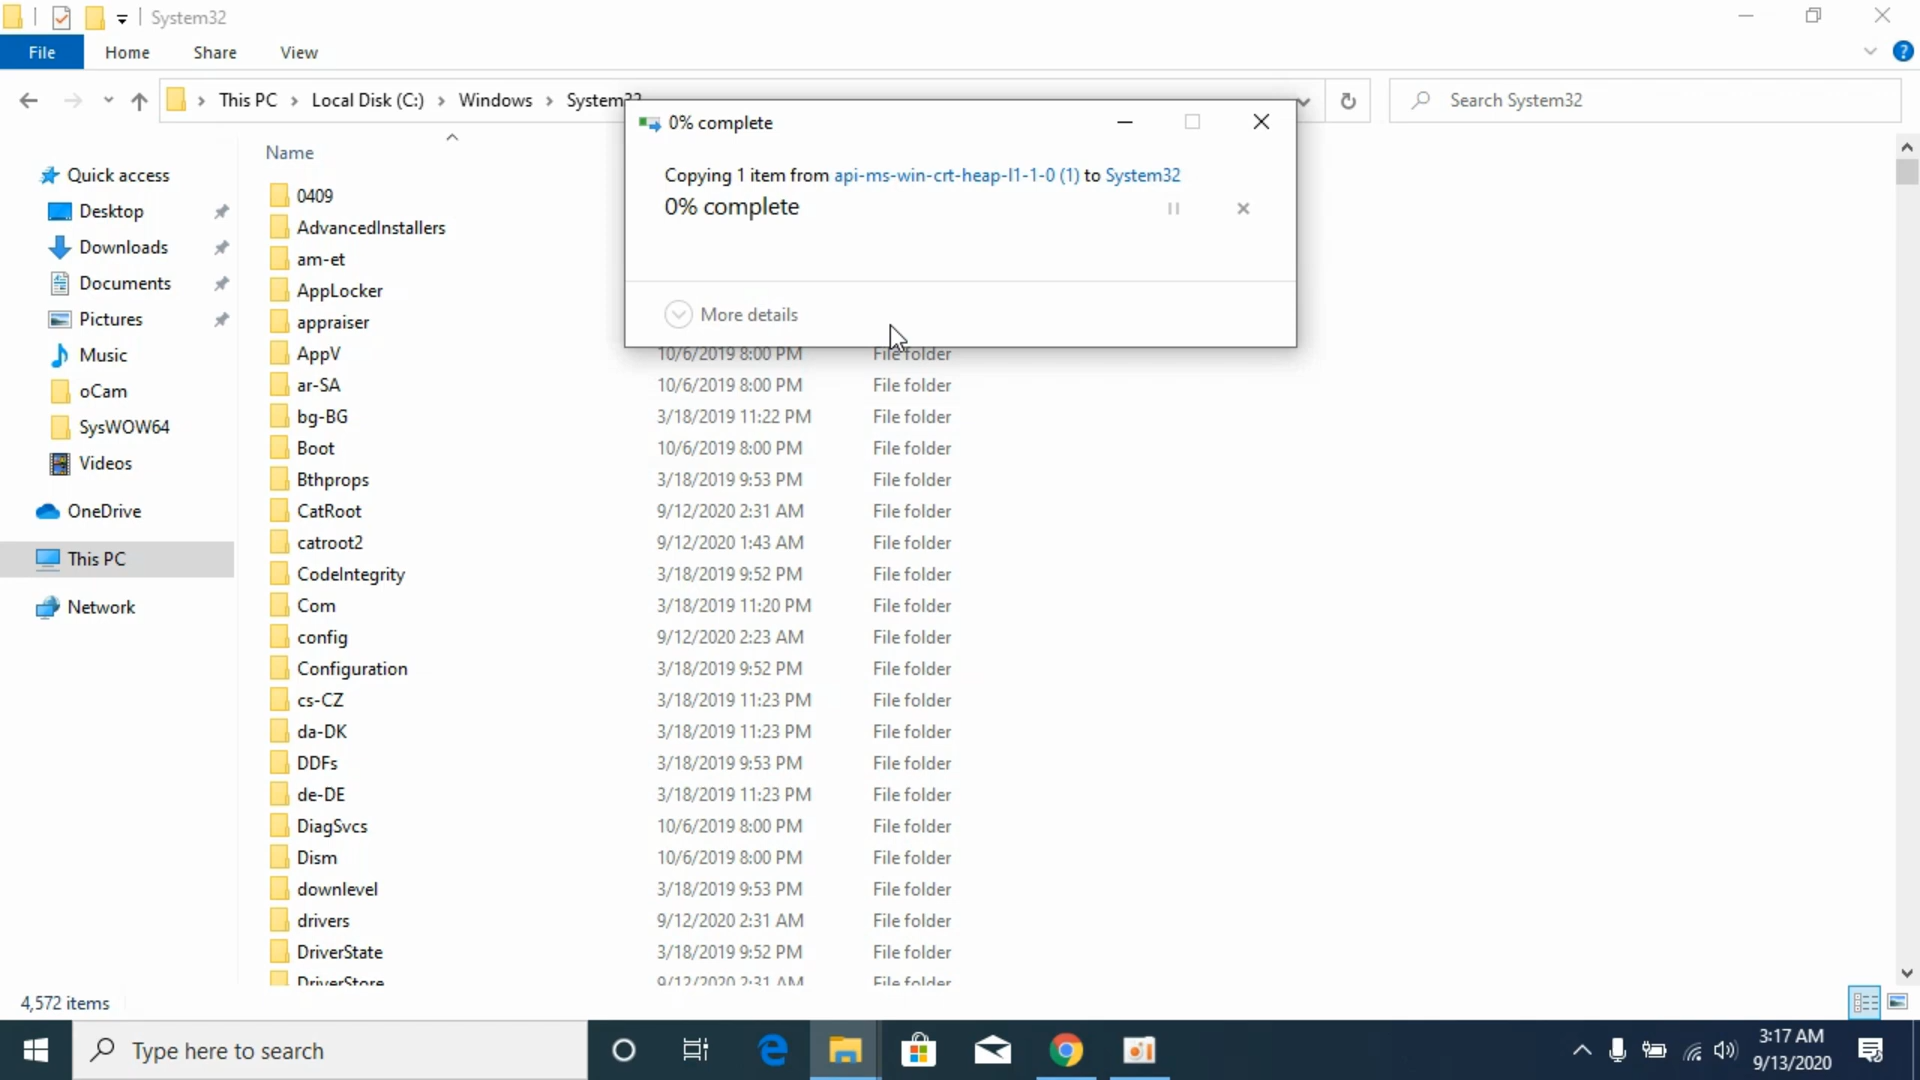 System32
File Home Share View
This PC Local Disk (C:) Windows System32
Search System32
0% complete
Copying 1 item from api-ms-win-crt-heap-l1-1-0 (1) to System32
0% complete
More details
Quick access
Desktop
Downloads
Documents
Pictures
Music
oCam
SysWOW64
Videos
OneDrive
This PC
Network
Name
0409
AdvancedInstallers
am-et
AppLocker
appraiser
AppV 10/6/2019 8:00 PM File folder
ar-SA 10/6/2019 8:00 PM File folder
bg-BG 3/18/2019 11:22 PM File folder
Boot 10/6/2019 8:00 PM File folder
Bthprops 3/18/2019 9:53 PM File folder
CatRoot 9/12/2020 2:31 AM File folder
catroot2 9/12/2020 1:43 AM File folder
CodeIntegrity 3/18/2019 9:52 PM File folder
Com 3/18/2019 11:20 PM File folder
config 9/12/2020 2:23 AM File folder
Configuration 3/18/2019 9:52 PM File folder
cs-CZ 3/18/2019 11:23 PM File folder
da-DK 3/18/2019 11:23 PM File folder
DDFs 3/18/2019 9:53 PM File folder
de-DE 3/18/2019 11:23 PM File folder
DiagSvcs 10/6/2019 8:00 PM File folder
Dism 10/6/2019 8:00 PM File folder
downlevel 3/18/2019 9:53 PM File folder
drivers 9/12/2020 2:31 AM File folder
DriverState 3/18/2019 9:52 PM File folder
DriverStore 9/12/2020 2:31 AM File folder
4,572 items
Type here to search
3:17 AM
9/13/2020